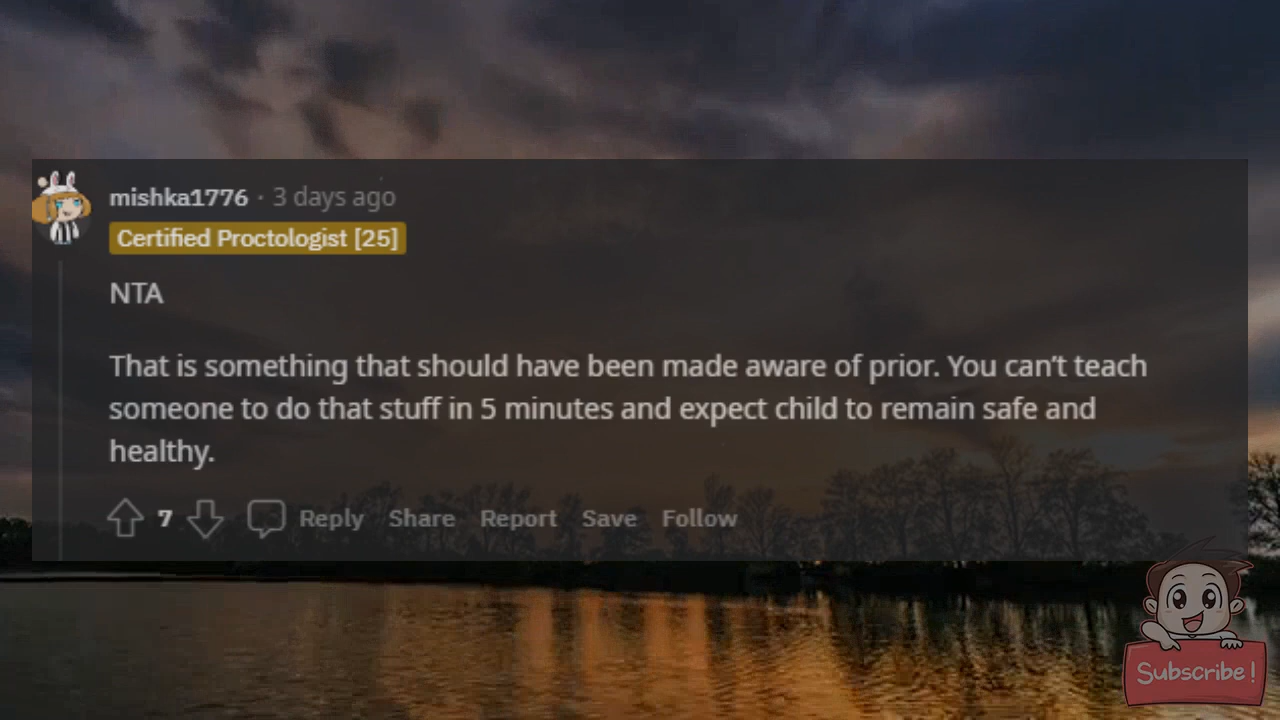 mishka1776 · 3 days ago
Certified Proctologist [25]
NTA
That is something that should have been made aware of prior. You can’t teach
someone to do that stuff in 5 minutes and expect child to remain safe and
healthy.
7 Reply Share Report Save Follow
Subscribe!